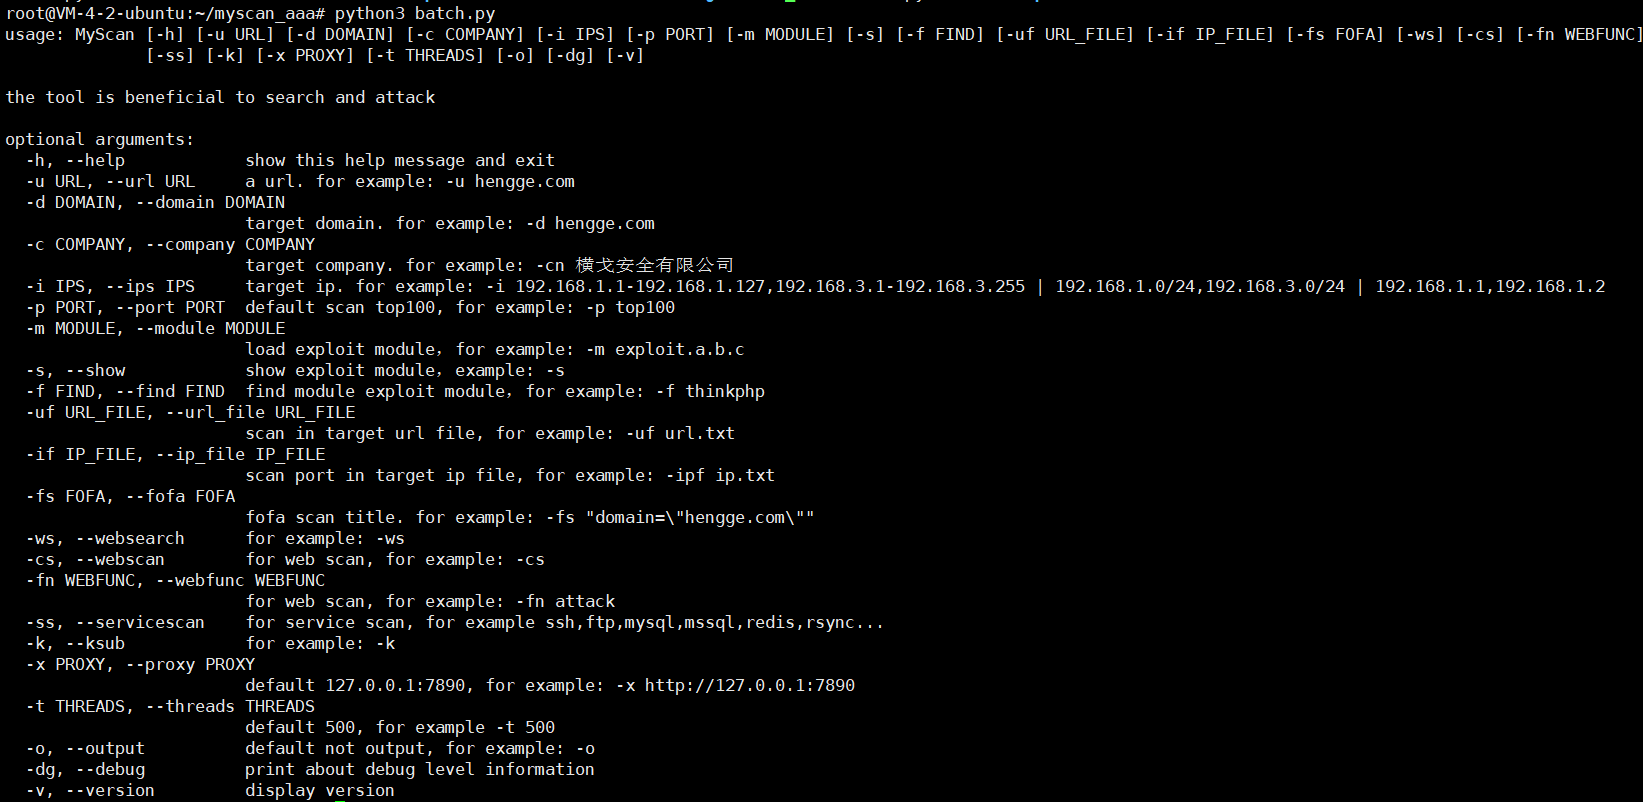 root@VM-4-2-ubuntu:~/myscan_aaa# python3 batch.py
usage: MyScan [-h] [-u URL] [-d DOMAIN] [-c COMPANY] [-i IPS] [-p PORT] [-m MODULE] [-s] [-f FIND] [-uf URL_FILE] [-if IP_FILE] [-fs FOFA] [-ws] [-cs] [-fn WEBFUNC]
[-ss] [-k] [-x PROXY] [-t THREADS] [-o] [-dg] [-v]
the tool is beneficial to search and attack
optional arguments:
-h, --help show this help message and exit
-u URL, --url URL a url. for example: -u hengge.com
-d DOMAIN, --domain DOMAIN
target domain. for example: -d hengge.com
-c COMPANY, --company COMPANY
target company. for example: -cn 横戈安全有限公司
-i IPS, --ips IPS target ip. for example: -i 192.168.1.1-192.168.1.127,192.168.3.1-192.168.3.255 | 192.168.1.0/24,192.168.3.0/24 | 192.168.1.1,192.168.1.2
-p PORT, --port PORT default scan top100, for example: -p top100
-m MODULE, --module MODULE
load exploit module，for example: -m exploit.a.b.c
-s, --show show exploit module，example: -s
-f FIND, --find FIND find module exploit module，for example: -f thinkphp
-uf URL_FILE, --url_file URL_FILE
scan in target url file, for example: -uf url.txt
-if IP_FILE, --ip_file IP_FILE
scan port in target ip file, for example: -ipf ip.txt
-fs FOFA, --fofa FOFA
fofa scan title. for example: -fs "domain=\"hengge.com\""
-ws, --websearch for example: -ws
-cs, --webscan for web scan, for example: -cs
-fn WEBFUNC, --webfunc WEBFUNC
for web scan, for example: -fn attack
-ss, --servicescan for service scan, for example ssh,ftp,mysql,mssql,redis,rsync...
-k, --ksub for example: -k
-x PROXY, --proxy PROXY
default 127.0.0.1:7890, for example: -x http://127.0.0.1:7890
-t THREADS, --threads THREADS
default 500, for example -t 500
-o, --output default not output, for example: -o
-dg, --debug print about debug level information
-v, --version display version